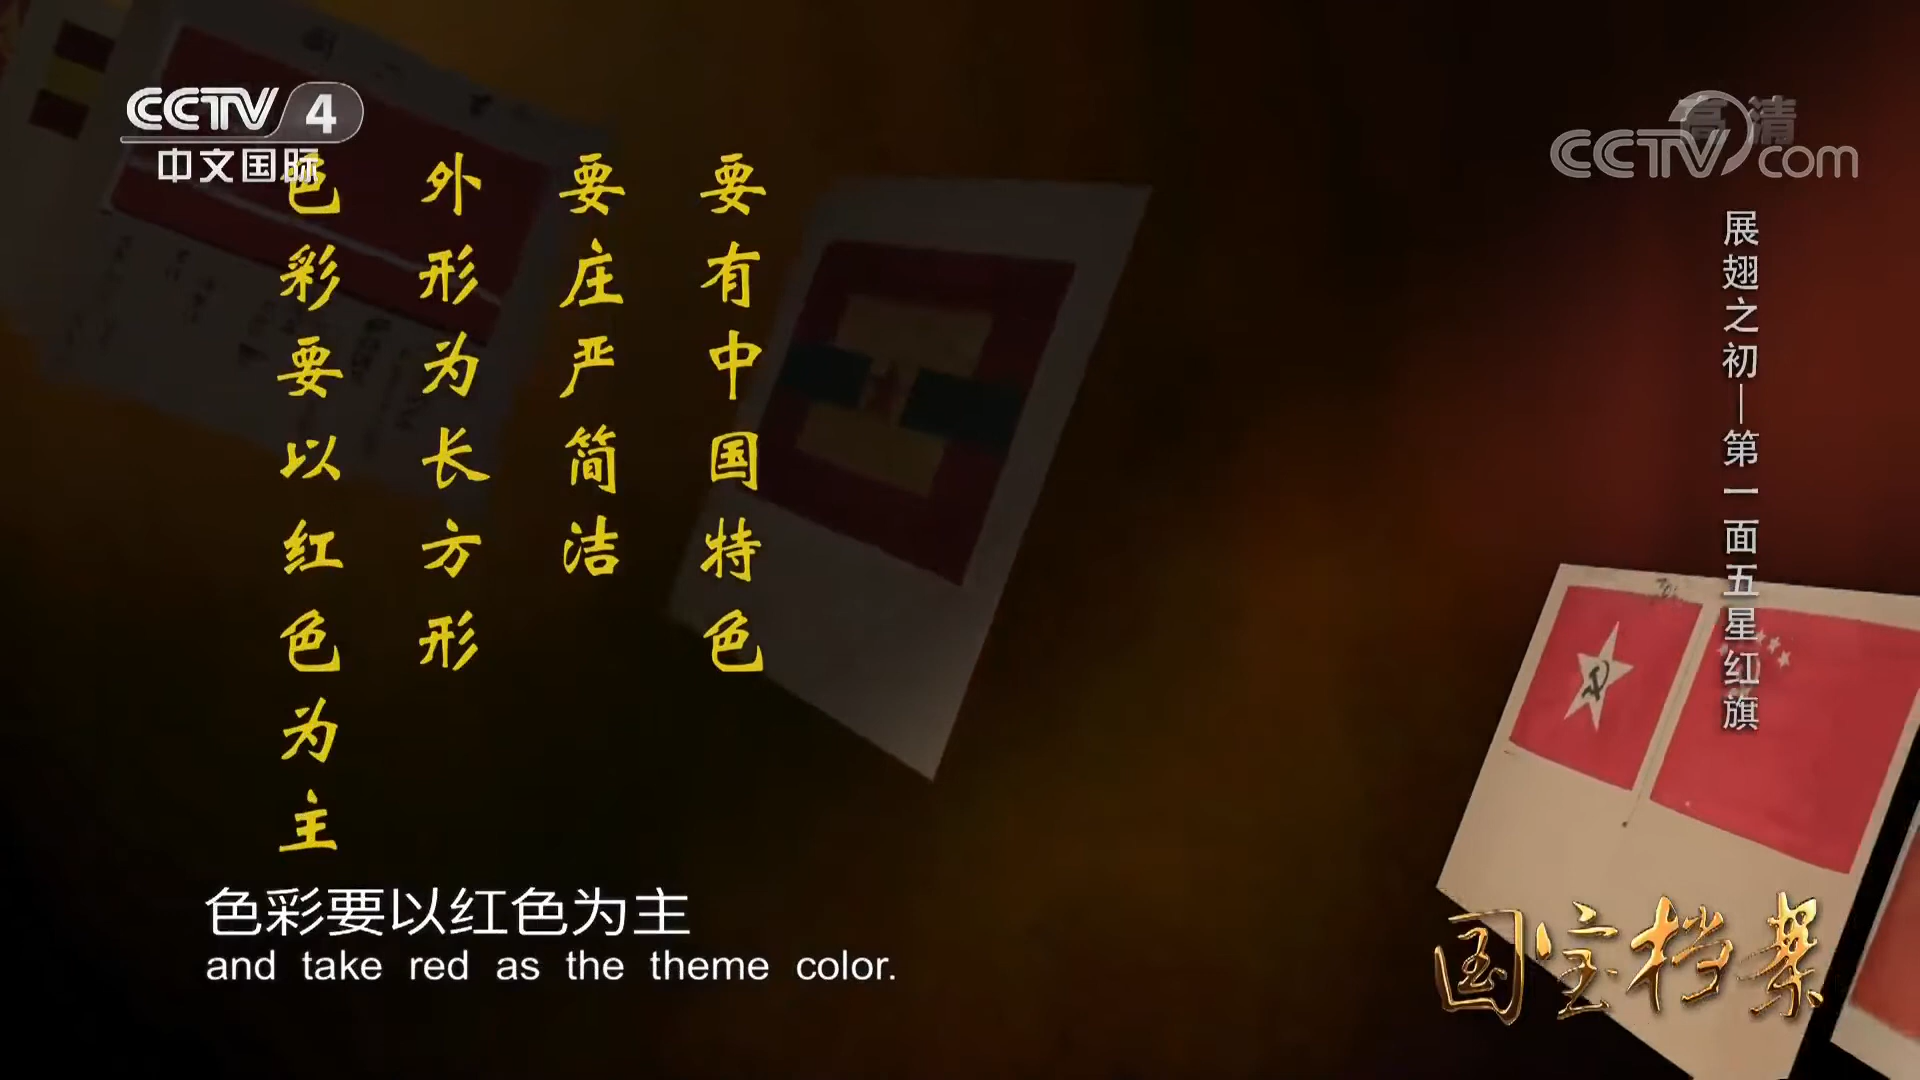 CCTV 4
中文国际
高清
CCTV.com
要有中国特色
要庄严简洁
外形为长方形
色彩要以红色为主
展翅之初—第一面五星红旗
色彩要以红色为主
and take red as the theme color.
国宝档案